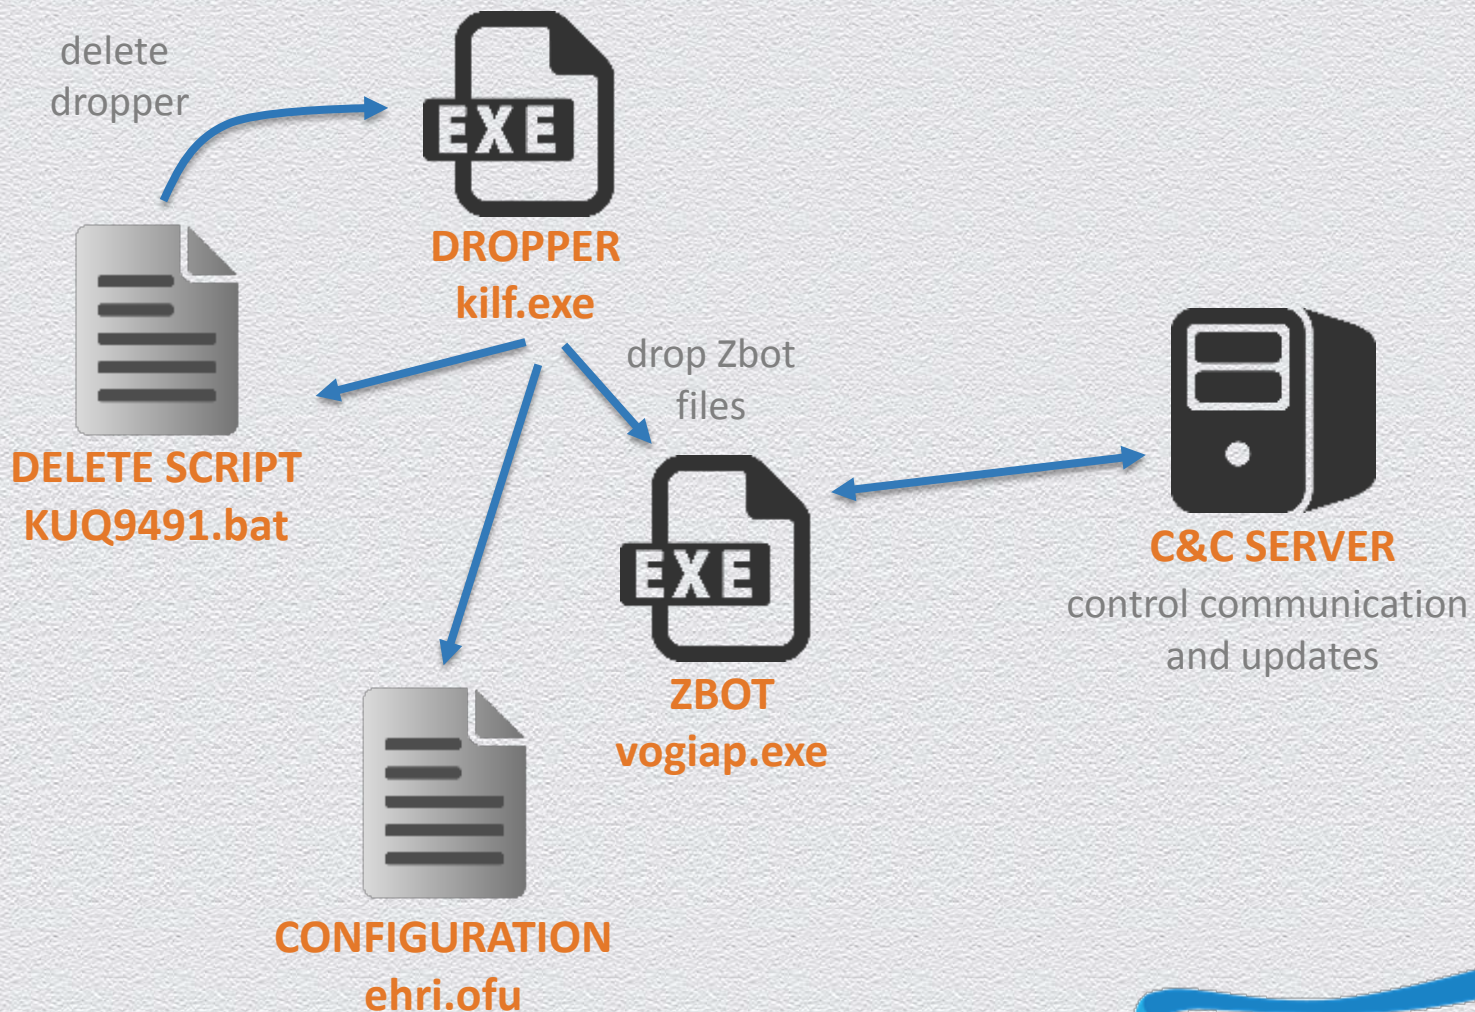 delete
dropper
EXE
DROPPER
kilf.exe
drop Zbot
files
DELETE SCRIPT
KUQ9491.bat
EXE
C&C SERVER
control communication
and updates
ZBOT
vogiap.exe
CONFIGURATION
ehri.ofu